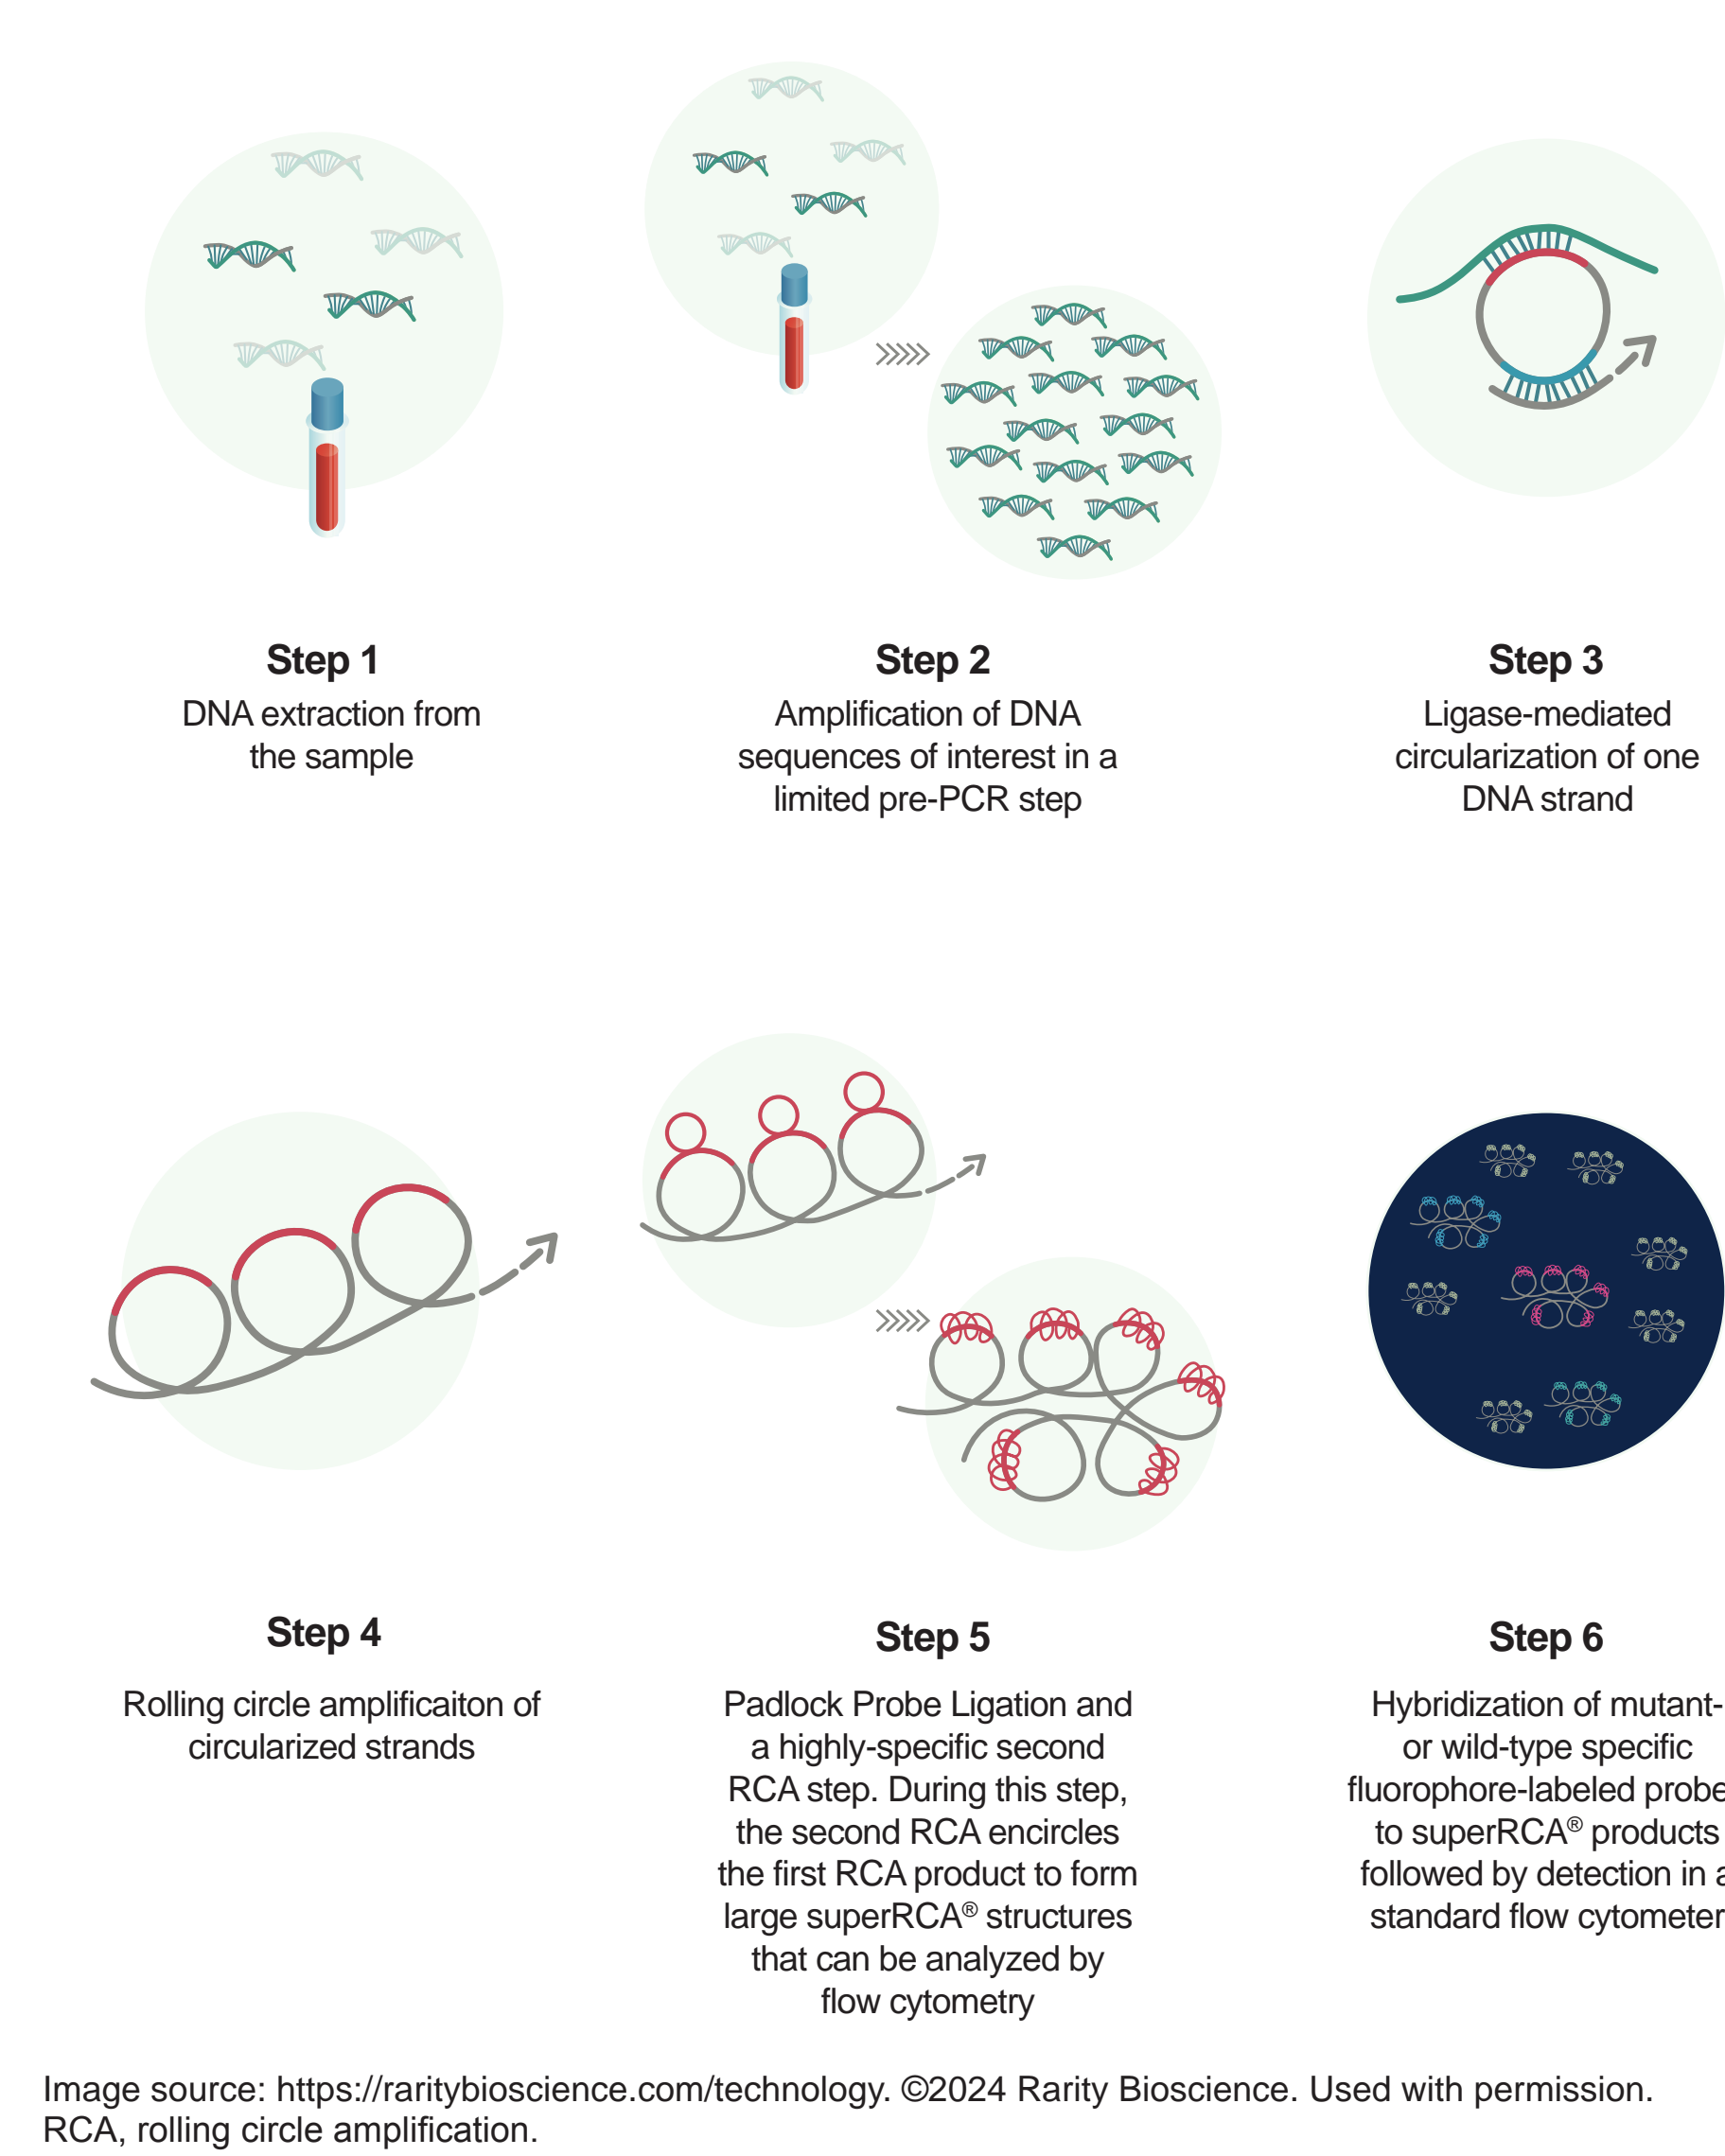 Step 1
DNA extraction from
the sample
Step 2
Amplification of DNA
sequences of interest in a
limited pre-PCR step
Step 3
Ligase-mediated
circularization of one
DNA strand
Step 4
Rolling circle amplificaiton of
circularized strands
Step 5
Padlock Probe Ligation and
a highly-specific second
RCA step. During this step,
the second RCA encircles
the first RCA product to form
large superRCA® structures
that can be analyzed by
flow cytometry
Step 6
Hybridization of mutant-
or wild-type specific
fluorophore-labeled probe
to superRCA® products
followed by detection in a
standard flow cytometer
Image source: https://raritybioscience.com/technology. ©2024 Rarity Bioscience. Used with permission.
RCA, rolling circle amplification.